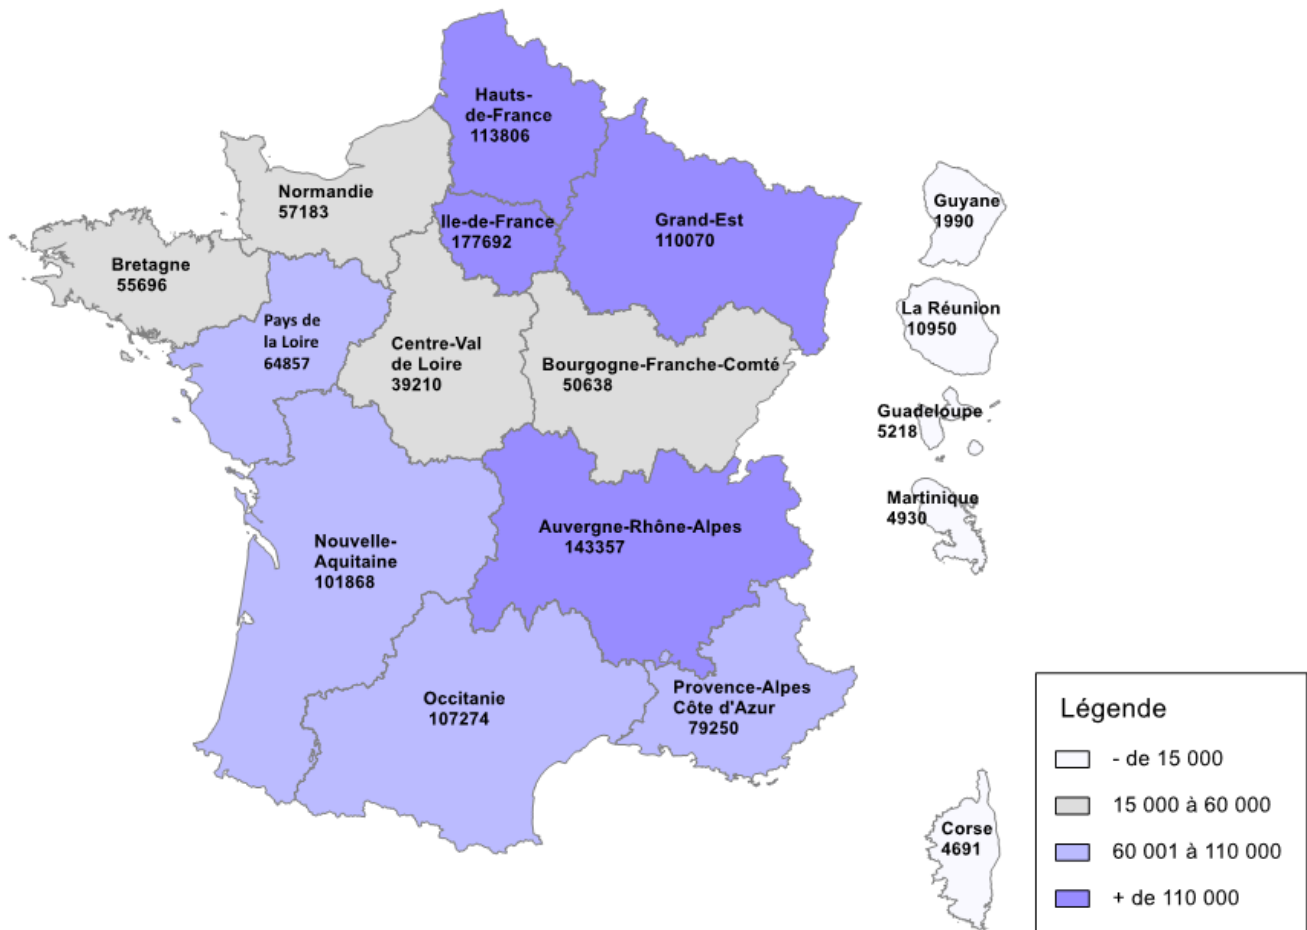 Hauts-
de-France
113806
Normandie
57183
Ile-de-France
177692
Grand-Est
110070
Guyane
1990
Bretagne
55696
La Réunion
10950
Pays de
la Loire
64857
Centre-Val
de Loire
39210
Bourgogne-Franche-Comté
50638
Guadeloupe
5218
Martinique
4930
Auvergne-Rhône-Alpes
143357
Nouvelle-
Aquitaine
101868
Occitanie
107274
Provence-Alpes
Côte d'Azur
79250
Corse
4691
Légende
- de 15 000
15 000 à 60 000
60 001 à 110 000
+ de 110 000